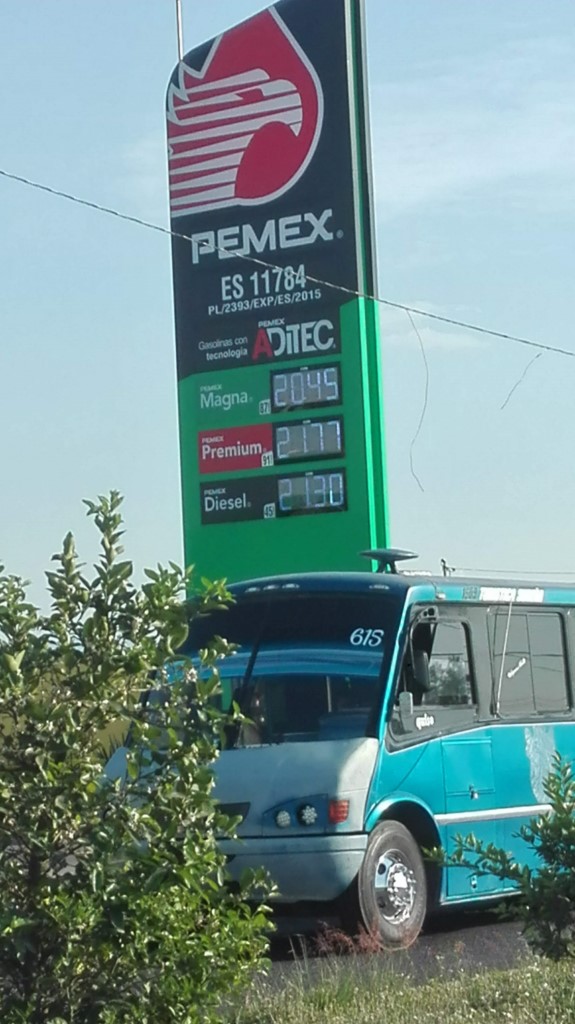 PEMEX®
ES 11784
PL/2393/EXP/ES/2015
Gasolinas con
tecnología
PEMEX
ADiTEC®
PEMEX
Magna® 87 20.45
PEMEX
Premium® 91 21.77
PEMEX
Diesel® 45 21.30
61S